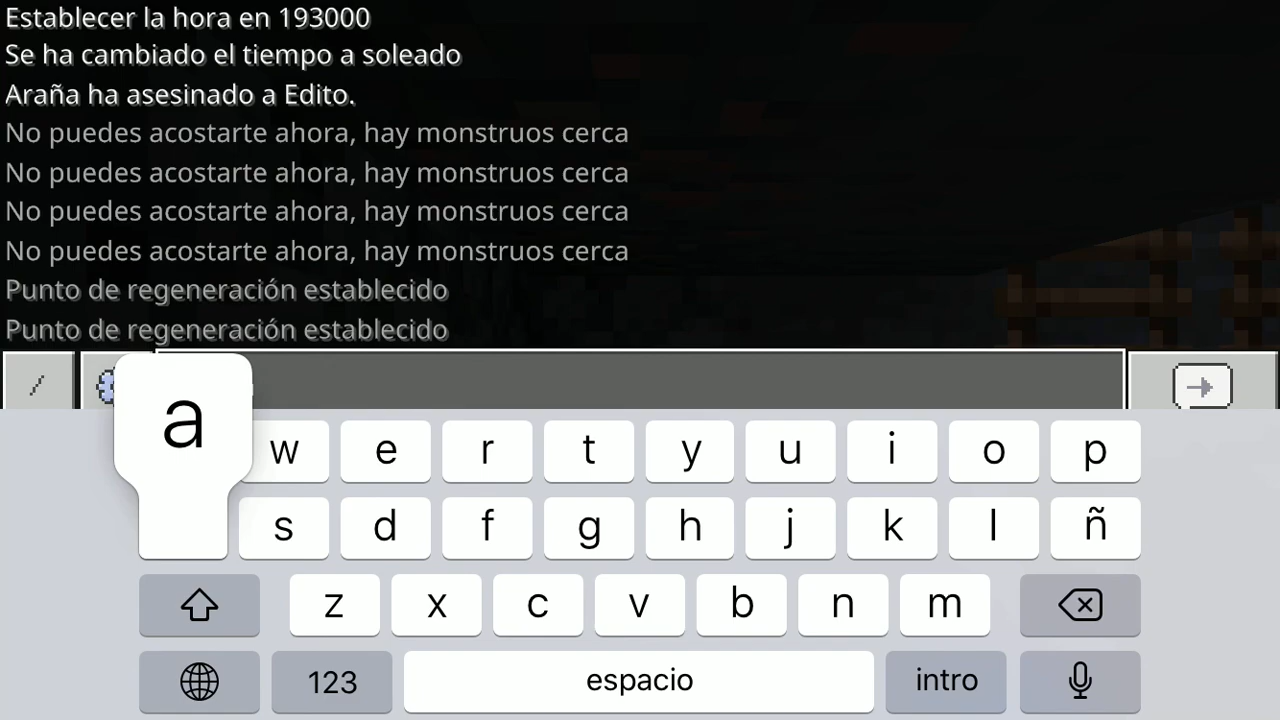 Establecer la hora en 193000
Se ha cambiado el tiempo a soleado
Araña ha asesinado a Edito.
No puedes acostarte ahora, hay monstruos cerca
No puedes acostarte ahora, hay monstruos cerca
No puedes acostarte ahora, hay monstruos cerca
No puedes acostarte ahora, hay monstruos cerca
Punto de regeneración establecido
Punto de regeneración establecido
/
a
w e r t y u i o p
s d f g h j k l ñ
z x c v b n m
123 espacio intro